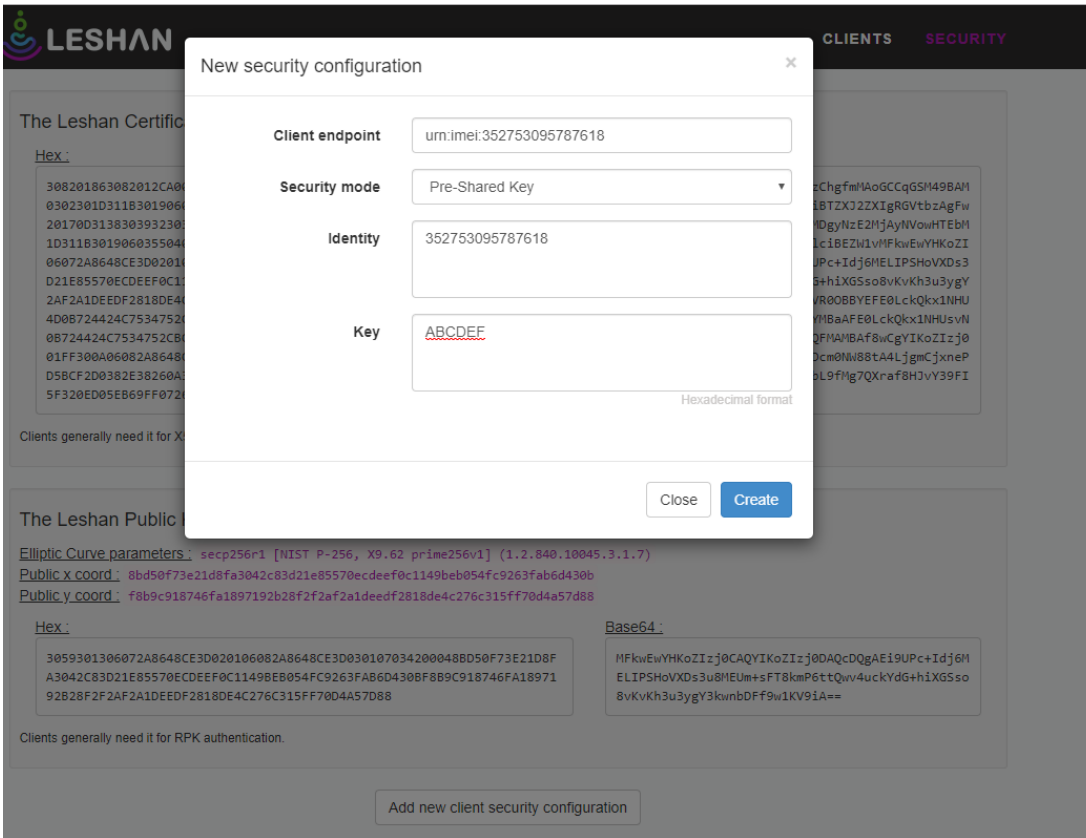 LESHAN
CLIENTS SECURITY
New security configuration ×
Client endpoint urn:imei:352753095787618
Security mode Pre-Shared Key
Identity 352753095787618
Key ABCDEF
Hexadecimal format
Close Create
The Leshan Certific
Hex :
308201863082012CA0
0302301D311B301906
20170D313830393230
1D311B301906035504
06072A8648CE3D0201
D21E85570ECDEEF0C11
2AF2A1DEEDF2818DE4
4D0B724424C7534752
0B724424C7534752CB
01FF300A06082A8648
D5BCF2D0382E38260A
5F320ED05EB69FF072
zChgfmMAoGCCqGSM49BAM
iBTZXJ2ZXIgRGVtbzAgFw
MDgyNzE2MjAyNVowHTEbM
lciBEZW1vMFkwEwYHKoZI
UPc+Idj6MELIPSHoVXDs3
G+hiXGSso8vKvKh3u3ygY
VR0OBBYEFE0LckQkx1NHU
YMBaAFE0LckQkx1NHUsvN
QFMAMBAf8wCgYIKoZIzj0
Dcm0NW88tA4LjgmCjxneP
bL9fMg7QXraf8HJvY39FI
Clients generally need it for X
The Leshan Public
Elliptic Curve parameters : secp256r1 [NIST P-256, X9.62 prime256v1] (1.2.840.10045.3.1.7)
Public x coord : 8bd50f73e21d8fa3042c83d21e85570ecdeef0c1149beb054fc9263fab6d430b
Public y coord : f8b9c918746fa1897192b28f2f2af2a1deedf2818de4c276c315ff70d4a57d88
Hex :
3059301306072A8648CE3D020106082A8648CE3D030107034200048BD50F73E21D8F
A3042C83D21E85570ECDEEF0C1149BEB054FC9263FAB6D430BF8B9C918746FA18971
92B28F2F2AF2A1DEEDF2818DE4C276C315FF70D4A57D88
Base64 :
MFkwEwYHKoZIzj0CAQYIKoZIzj0DAQcDQgAEi9UPc+Idj6M
ELIPSHoVXDs3u8MEUm+sFT8kmP6ttQwv4uckYdG+hiXGSso
8vKvKh3u3ygY3kwnbDFf9w1KV9iA==
Clients generally need it for RPK authentication.
Add new client security configuration